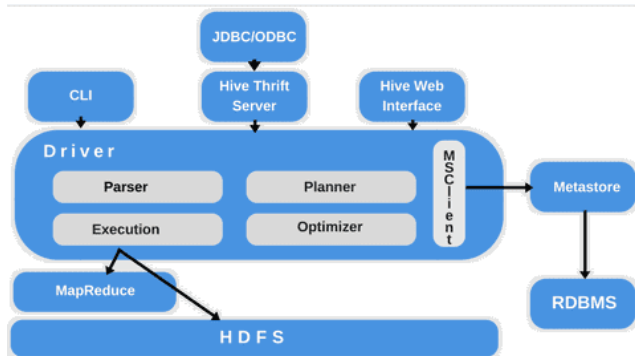 JDBC/ODBC
CLI
Hive Thrift
Server
Hive Web
Interface
Driver
Parser
Planner
MSClient
Execution
Optimizer
Metastore
MapReduce
RDBMS
HDFS